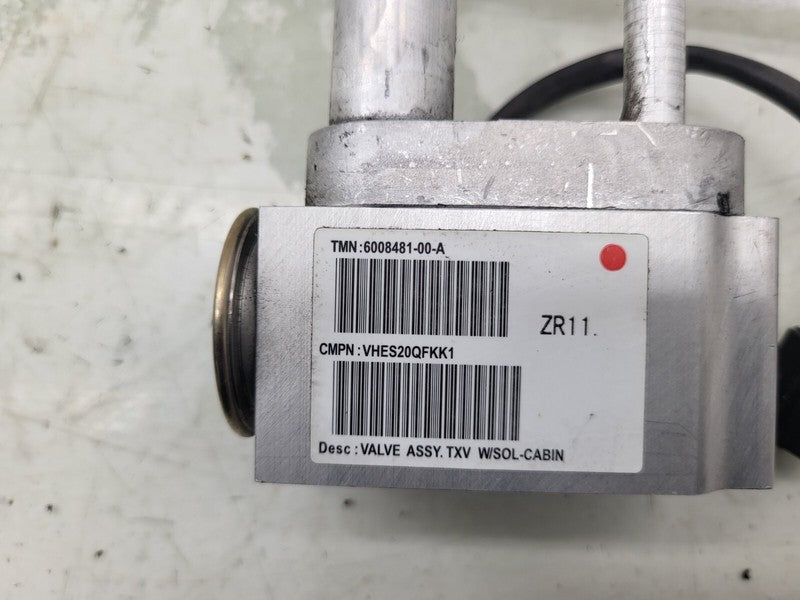 TMN:6008481-00-A
ZR11.
CMPN:VHES20QFKK1
Desc:VALVE ASSY.TXV W/SOL-CABIN